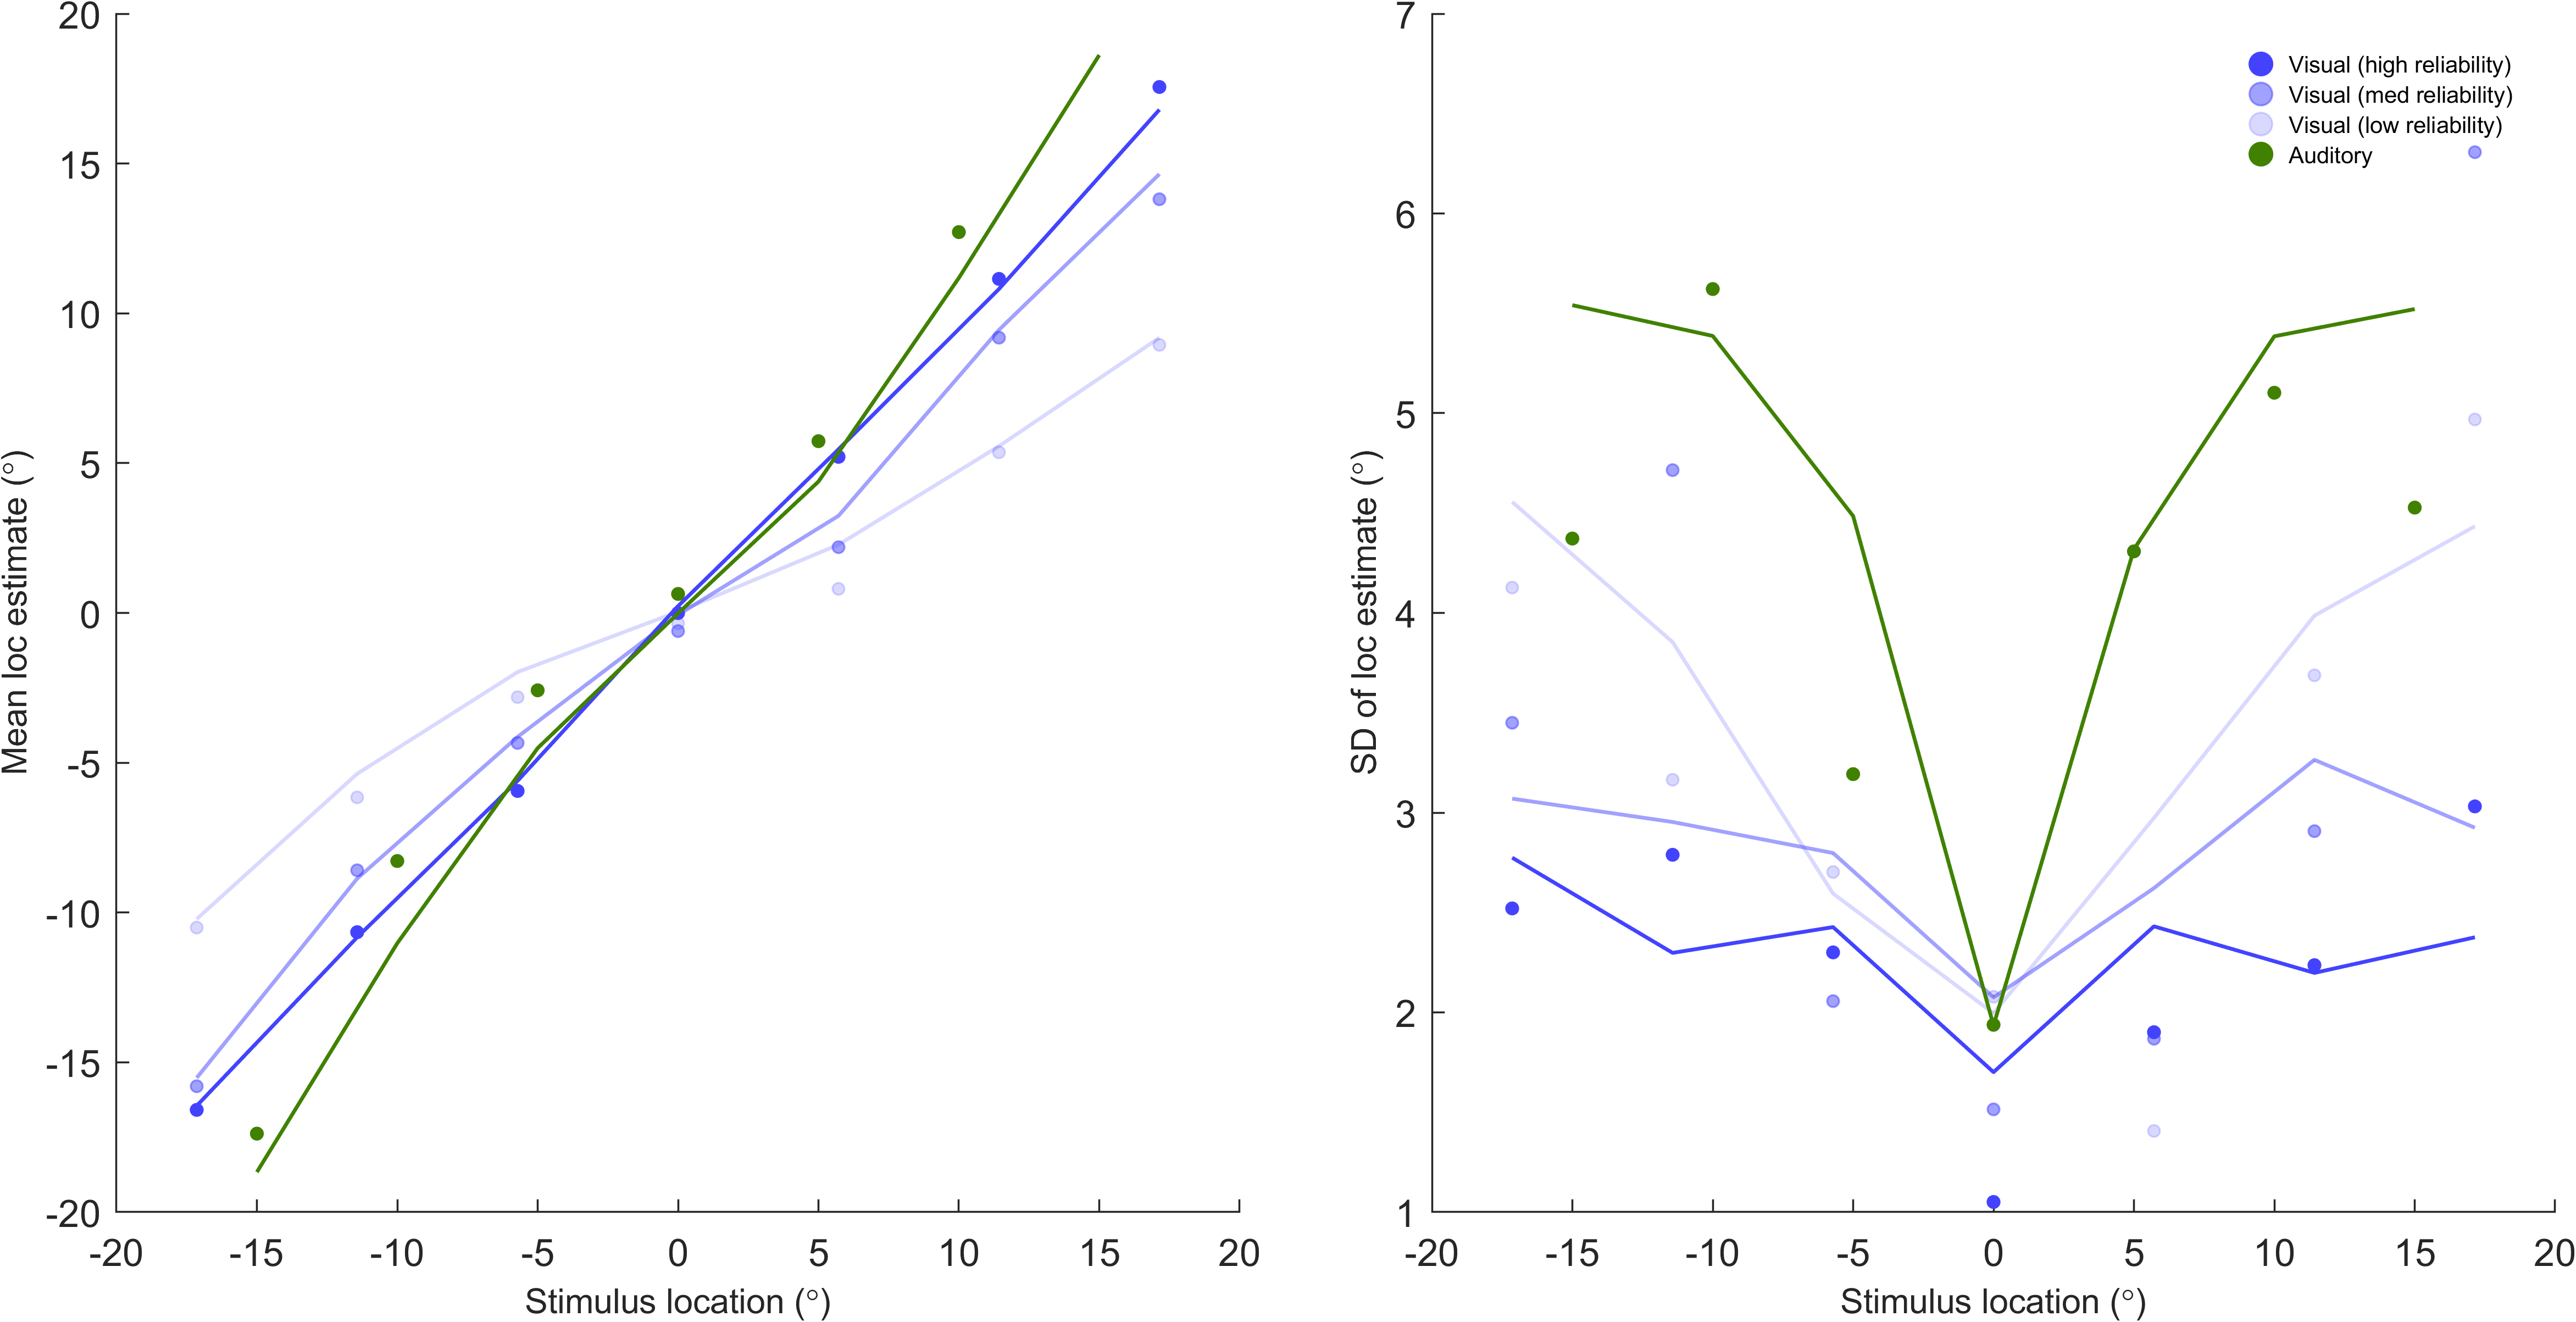 20
15
10
5
0
-5
-10
-15
-20
Mean loc estimate (°)
-20 -15 -10 -5 0 5 10 15 20
Stimulus location (°)
7
6
5
4
3
2
1
SD of loc estimate (°)
Visual (high reliability)
Visual (med reliability)
Visual (low reliability)
Auditory
-20 -15 -10 -5 0 5 10 15 20
Stimulus location (°)